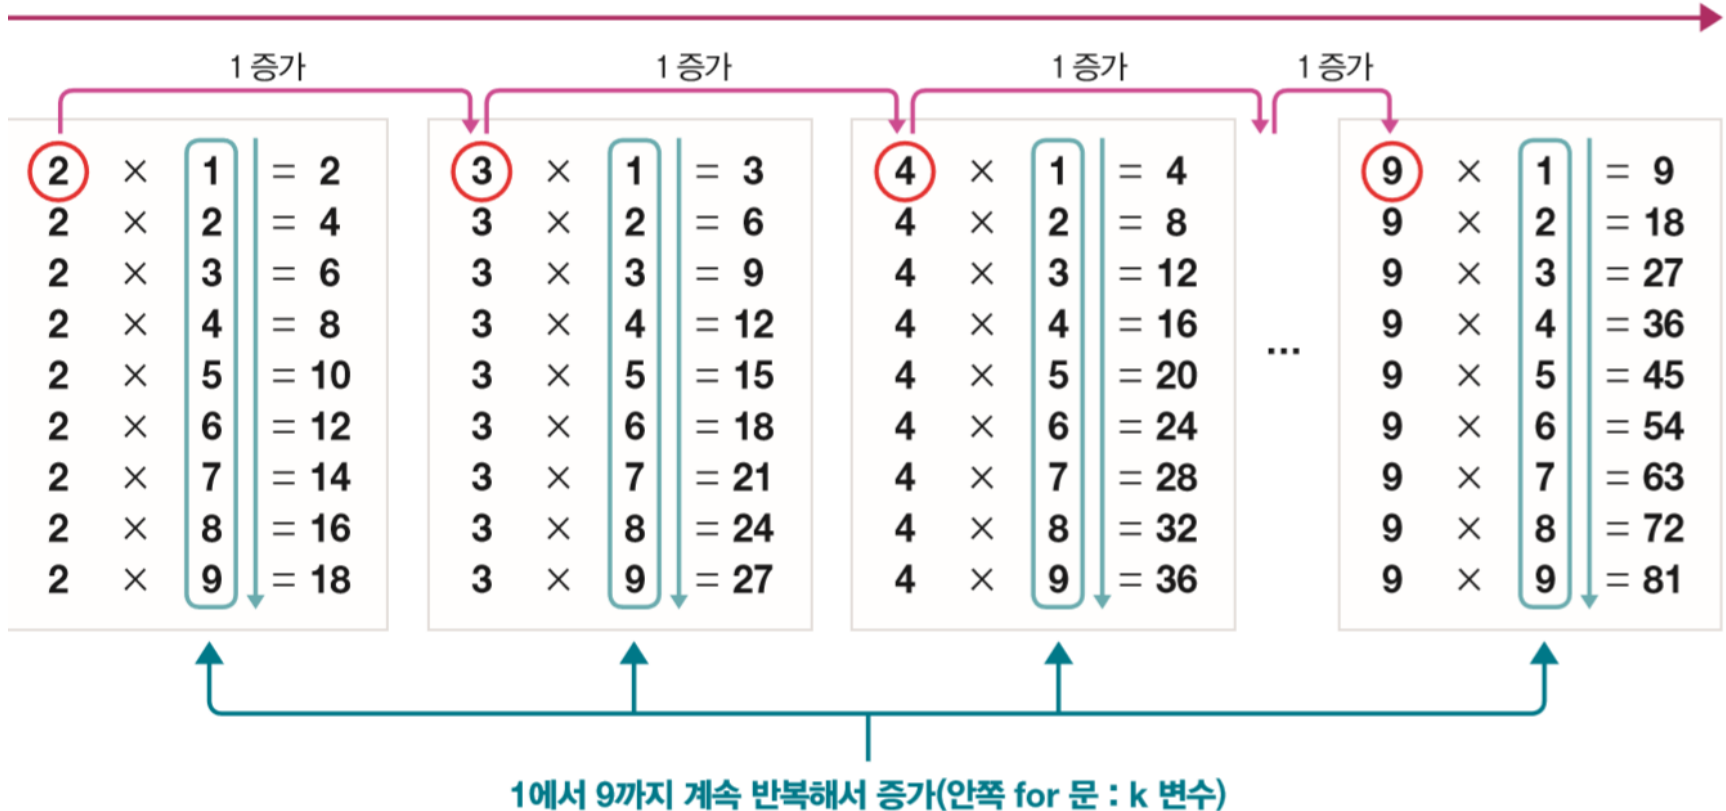 1 증가 1 증가 1 증가 1 증가
2 × 1 = 2 3 × 1 = 3 4 × 1 = 4 9 × 1 = 9
2 × 2 = 4 3 × 2 = 6 4 × 2 = 8 9 × 2 = 18
2 × 3 = 6 3 × 3 = 9 4 × 3 = 12 9 × 3 = 27
2 × 4 = 8 3 × 4 = 12 4 × 4 = 16 9 × 4 = 36
...
2 × 5 = 10 3 × 5 = 15 4 × 5 = 20 9 × 5 = 45
2 × 6 = 12 3 × 6 = 18 4 × 6 = 24 9 × 6 = 54
2 × 7 = 14 3 × 7 = 21 4 × 7 = 28 9 × 7 = 63
2 × 8 = 16 3 × 8 = 24 4 × 8 = 32 9 × 8 = 72
2 × 9 = 18 3 × 9 = 27 4 × 9 = 36 9 × 9 = 81
1에서 9까지 계속 반복해서 증가(안쪽 for 문 : k 변수)